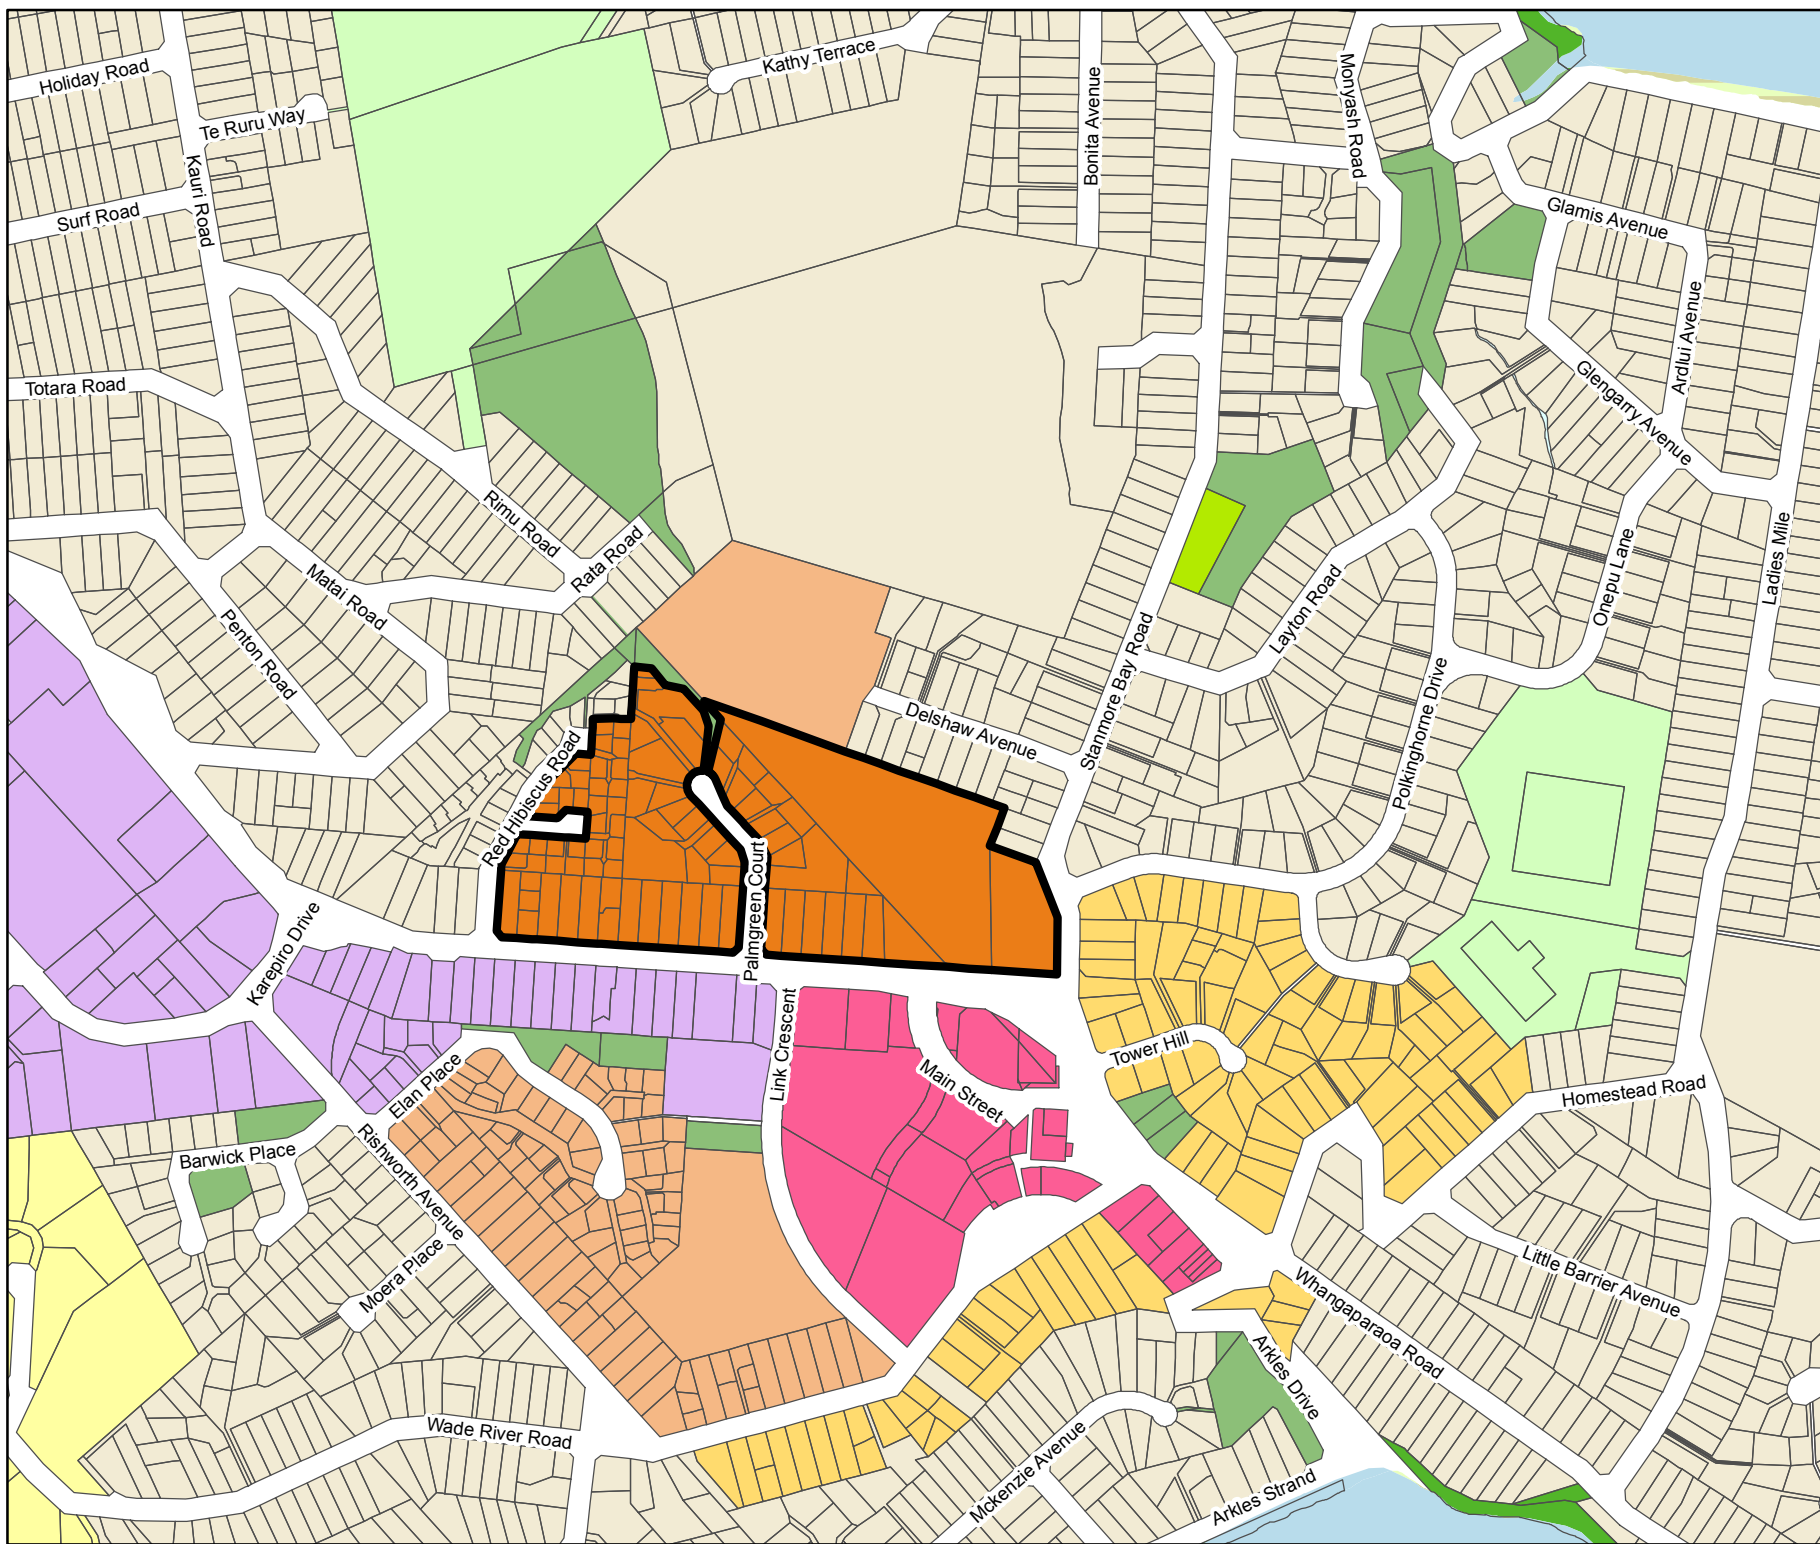 Kathy Terrace
Holiday Road
Te Ruru Way
Bonita Avenue
Monyash Road
Kauri Road
Surf Road
Glamis Avenue
Ardlui Avenue
Totara Road
Glengarry Avenue
Rimu Road
Rata Road
Matai Road
Penton Road
Layton Road
Onepu Lane
Ladies Mile
Stanmore Bay Road
Delshaw Avenue
Polkinghorne Drive
Red Hibiscus Road
Palmgreen Court
Karepiro Drive
Link Crescent
Main Street
Tower Hill
Elan Place
Homestead Road
Barwick Place
Rishworth Avenue
Moera Place
Little Barrier Avenue
Whangaparaoa Road
Arkles Drive
Wade River Road
Mckenzie Avenue
Arkles Strand